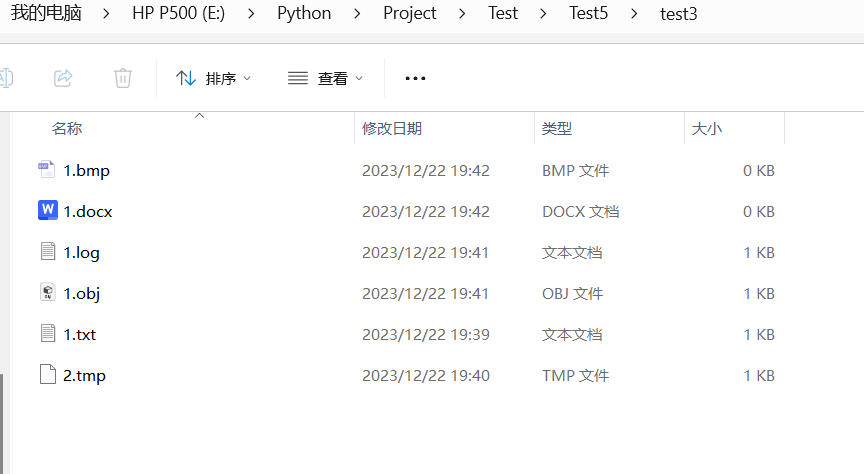 我的电脑 > HP P500 (E:) > Python > Project > Test > Test5 > test3
排序 查看 ...
名称 修改日期 类型 大小
1.bmp 2023/12/22 19:42 BMP 文件 0 KB
1.docx 2023/12/22 19:42 DOCX 文档 0 KB
1.log 2023/12/22 19:41 文本文档 1 KB
1.obj 2023/12/22 19:41 OBJ 文件 1 KB
1.txt 2023/12/22 19:39 文本文档 1 KB
2.tmp 2023/12/22 19:40 TMP 文件 1 KB